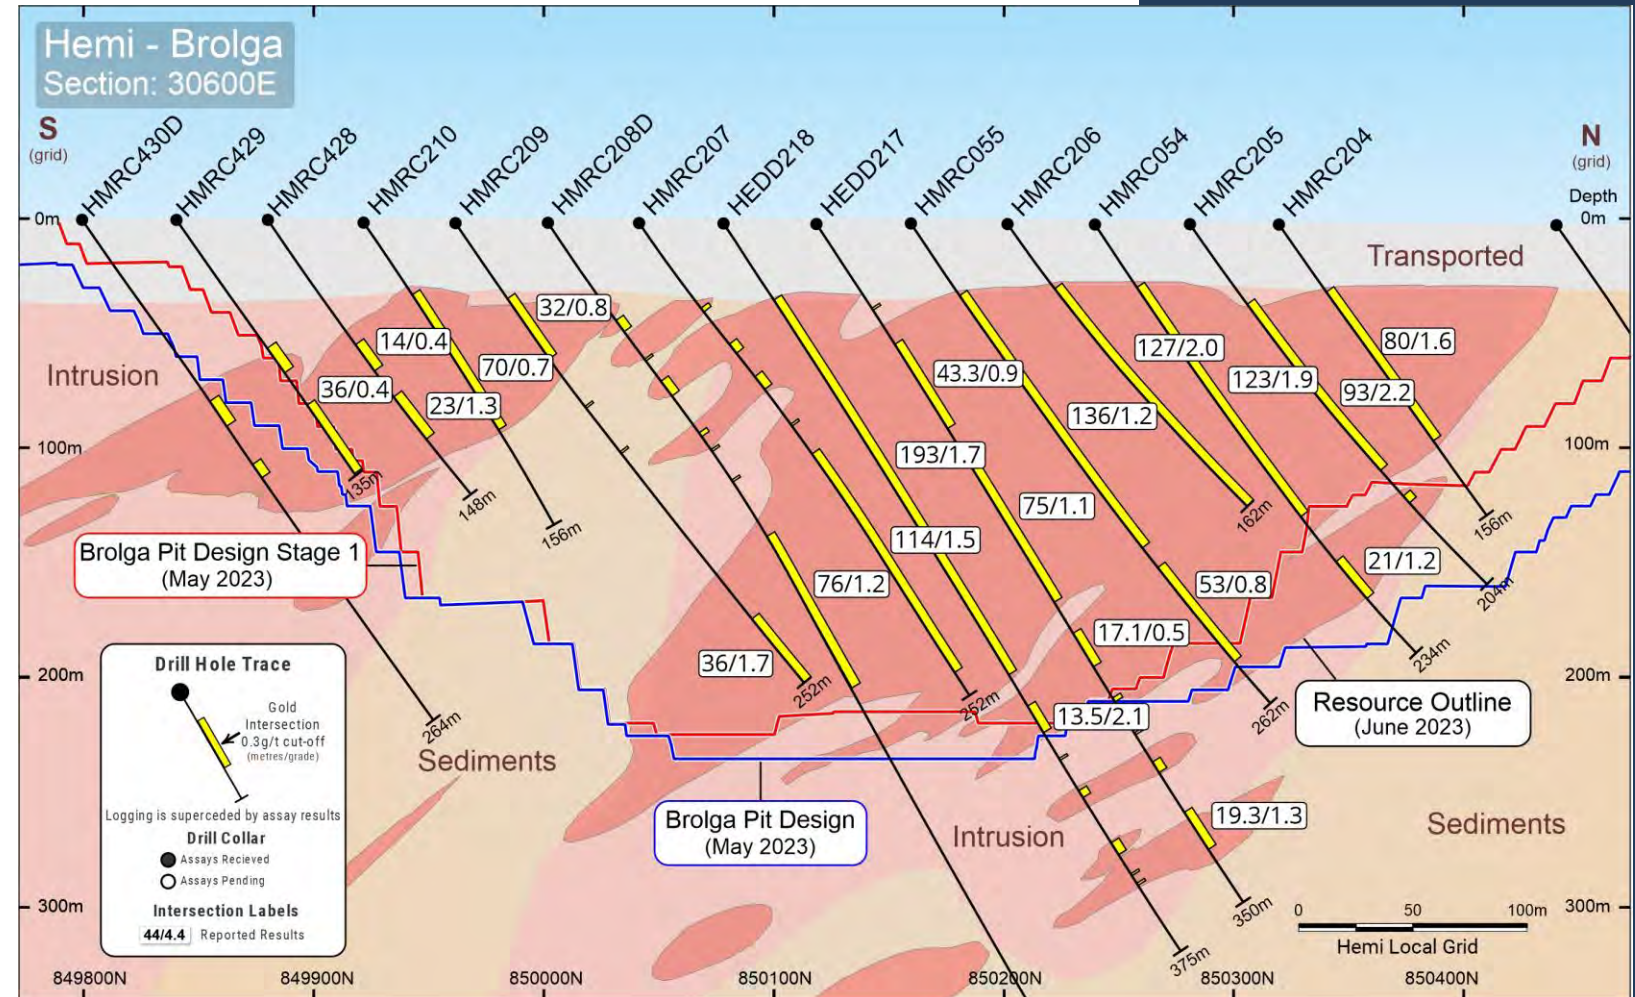 Hemi - Brolga
Section: 30600E
S
(grid)
N
(grid)
HMRC430D
HMRC429
HMRC428
HMRC210
HMRC209
HMRC208D
HMRC207
HEDD218
HEDD217
HMRC055
HMRC206
HMRC054
HMRC205
HMRC204
Depth
0m
0m
Transported
32/0.8
14/0.4
70/0.7
36/0.4
23/1.3
43.3/0.9
127/2.0
80/1.6
123/1.9
93/2.2
136/1.2
Intrusion
100m
100m
193/1.7
75/1.1
135m
148m
156m
162m
156m
114/1.5
21/1.2
76/1.2
53/0.8
204m
Brolga Pit Design Stage 1
(May 2023)
17.1/0.5
36/1.7
234m
200m
200m
252m
252m
262m
264m
13.5/2.1
Resource Outline
(June 2023)
Sediments
Drill Hole Trace
Gold
Intersection
0.3g/t cut-off
(metres/grade)
Logging is superceded by assay results
Drill Collar
Assays Recieved
Assays Pending
Intersection Labels
44/4.4 Reported Results
Brolga Pit Design
(May 2023)
Intrusion
19.3/1.3
Sediments
300m
300m
350m
375m
0 50 100m
Hemi Local Grid
849800N
849900N
850000N
850100N
850200N
850300N
850400N